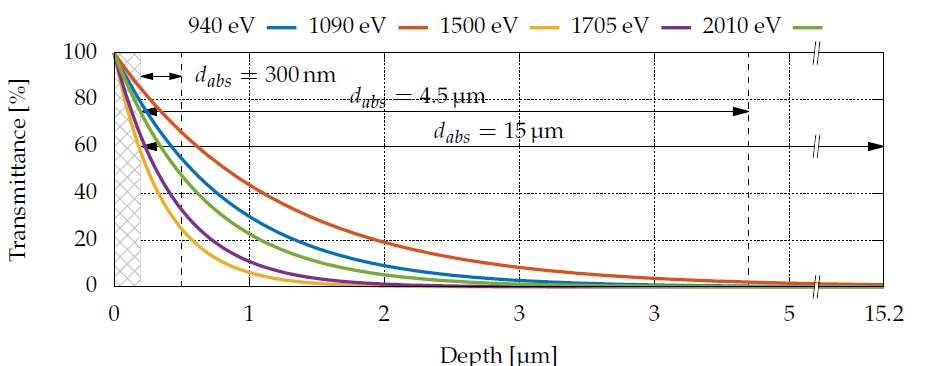 940 eV 1090 eV 1500 eV 1705 eV 2010 eV
100
80
60
40
20
0
Transmittance [%]
d_abs = 300 nm
d_abs = 4.5 µm
d_abs = 15 µm
0 1 2 3 3 5 15.2
Depth [µm]